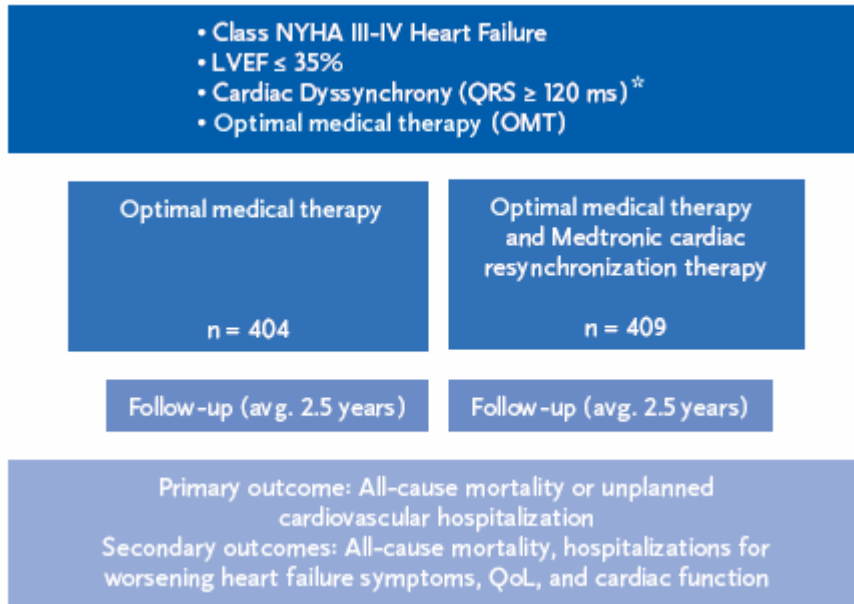 • Class NYHA III-IV Heart Failure
• LVEF ≤ 35%
• Cardiac Dyssynchrony (QRS ≥ 120 ms)*
• Optimal medical therapy (OMT)
Optimal medical therapy
n = 404
Optimal medical therapy
and Medtronic cardiac
resynchronization therapy
n = 409
Follow-up (avg. 2.5 years)
Follow-up (avg. 2.5 years)
Primary outcome: All-cause mortality or unplanned
cardiovascular hospitalization
Secondary outcomes: All-cause mortality, hospitalizations for
worsening heart failure symptoms, QoL, and cardiac function